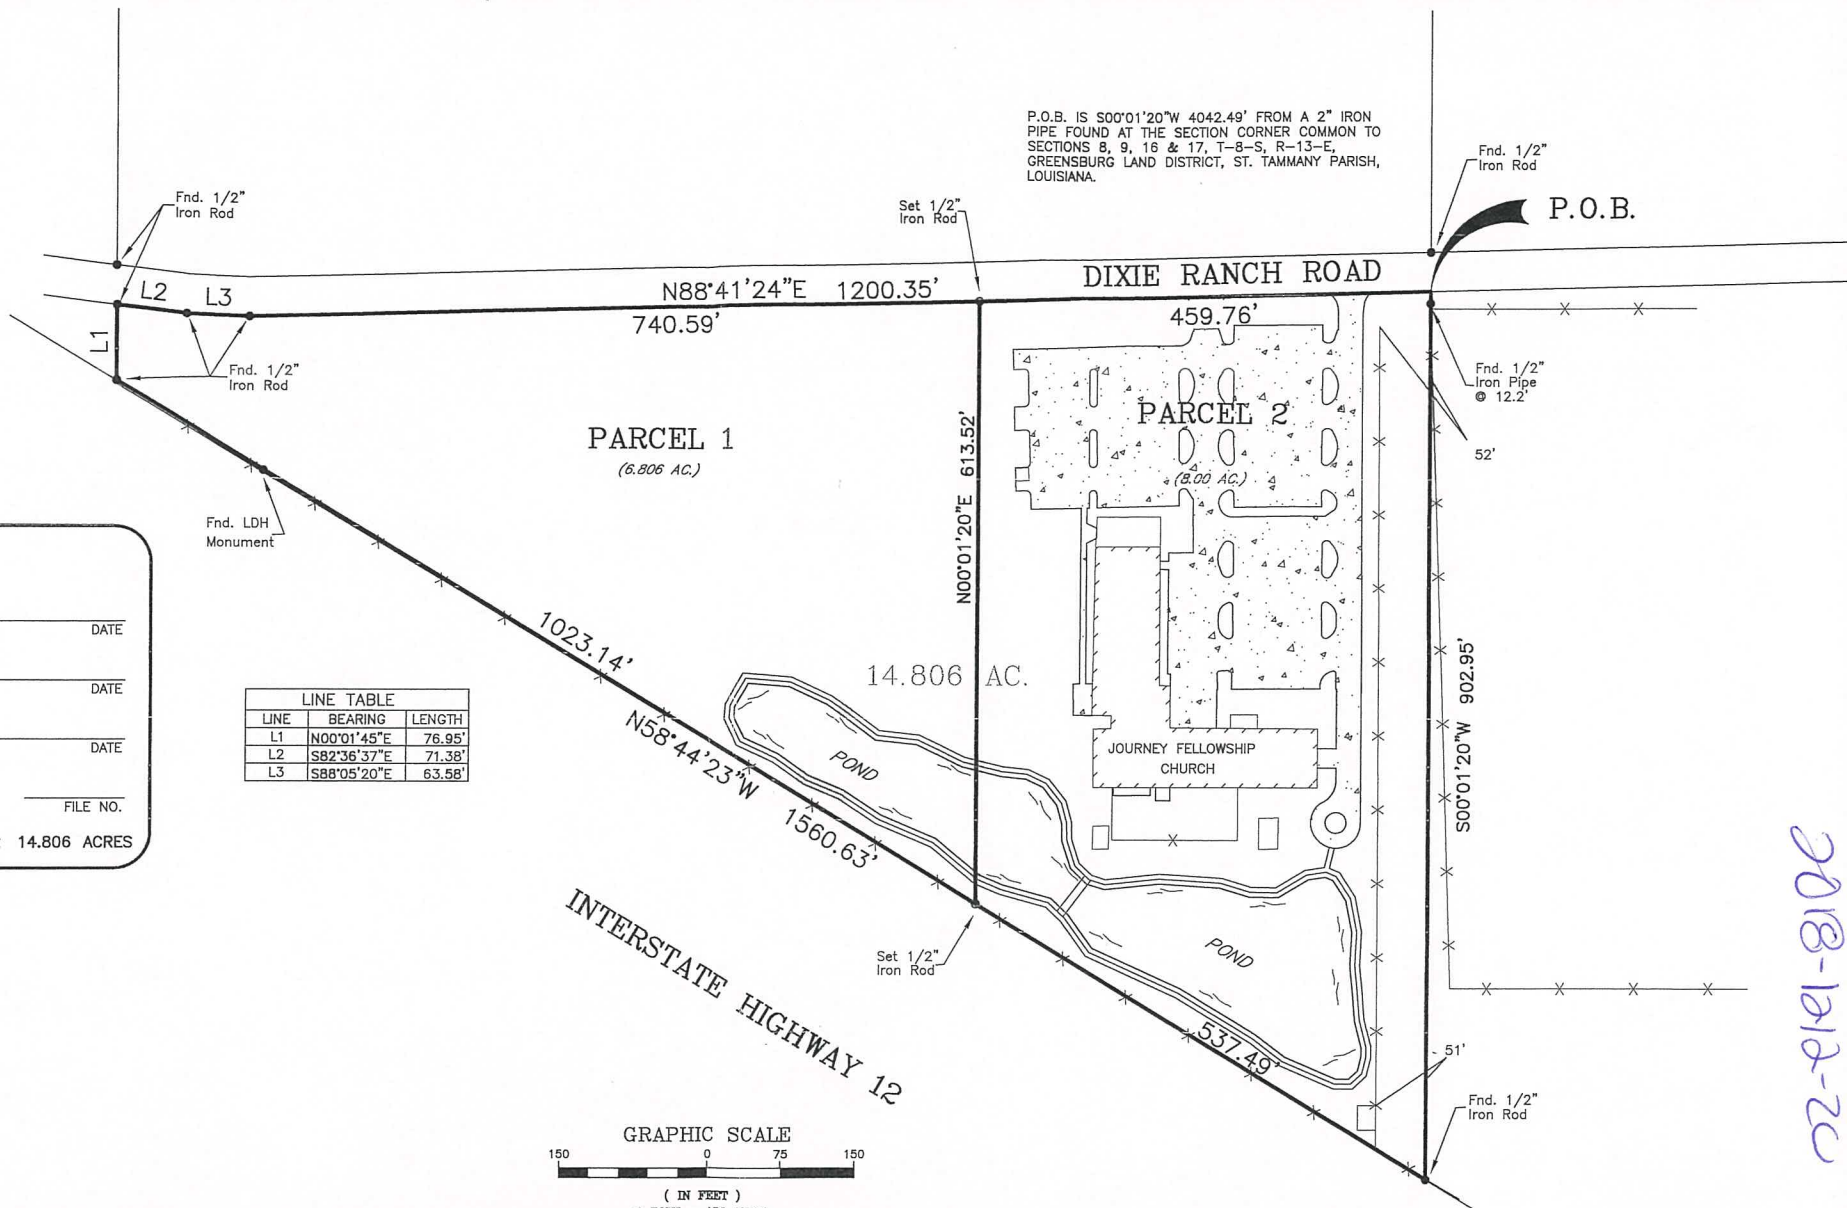 P.O.B. IS S00°01'20"W 4042.49' FROM A 2" IRON
PIPE FOUND AT THE SECTION CORNER COMMON TO
SECTIONS 8, 9, 16 & 17, T-8-S, R-13-E,
GREENSBURG LAND DISTRICT, ST. TAMMANY PARISH,
LOUISIANA.
Fnd. 1/2"
Iron Rod
P.O.B.
Fnd. 1/2"
Iron Rod
Set 1/2"
Iron Rod
DIXIE RANCH ROAD
L2
L3
N88°41'24"E 1200.35'
740.59'
459.76'
L1
Fnd. 1/2"
Iron Rod
Fnd. 1/2"
Iron Pipe
@ 12.2'
52'
PARCEL 1
(6.806 AC.)
PARCEL 2
(8.00 AC.)
N00°01'20"E 613.52'
Fnd. LDH
Monument
DATE
DATE
DATE
FILE NO.
14.806 ACRES
1023.14'
N58°44'23"W
1560.63'
14.806 AC.
S00°01'20"W 902.95'
LINE TABLE
LINE BEARING LENGTH
L1 N00°01'45"E 76.95'
L2 S82°36'37"E 71.38'
L3 S88°05'20"E 63.58'
POND
JOURNEY FELLOWSHIP
CHURCH
INTERSTATE HIGHWAY 12
Set 1/2"
Iron Rod
POND
537.49'
51'
Fnd. 1/2"
Iron Rod
GRAPHIC SCALE
150 0 75 150
( IN FEET )
2018-1212-ZC